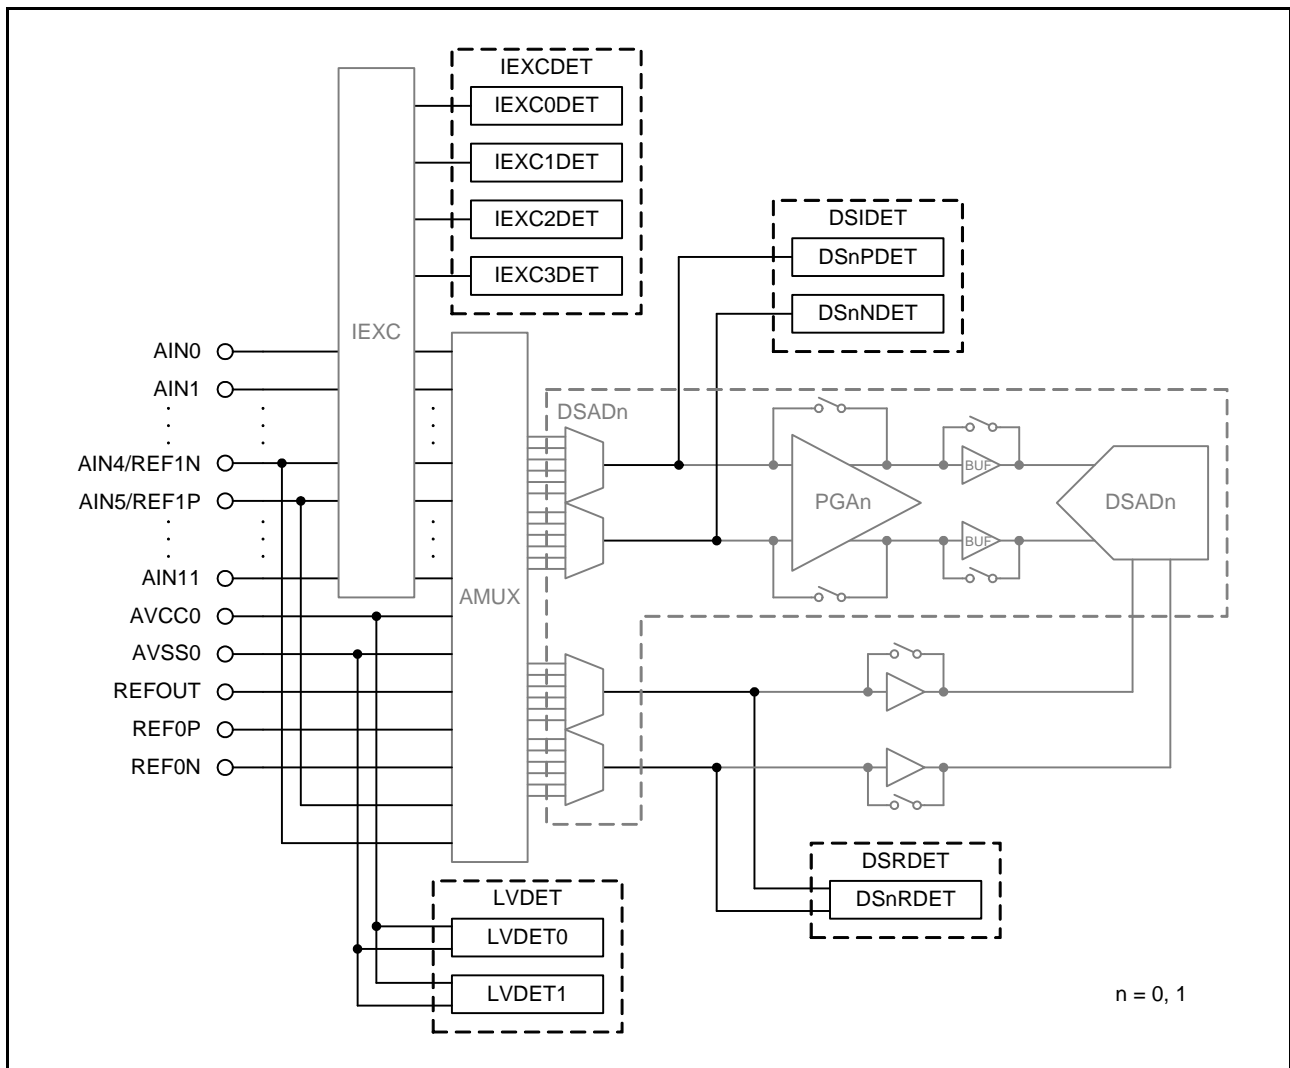 IEXCDET
IEXC0DET
IEXC1DET
IEXC2DET
IEXC3DET
IEXC
DSIDET
DSnPDET
DSnNDET
AIN0
AIN1
AIN4/REF1N
AIN5/REF1P
AIN11
AVCC0
AVSS0
REFOUT
REF0P
REF0N
AMUX
DSADn
PGAn
BUF
BUF
DSADn
DSRDET
DSnRDET
LVDET
LVDET0
LVDET1
n = 0, 1